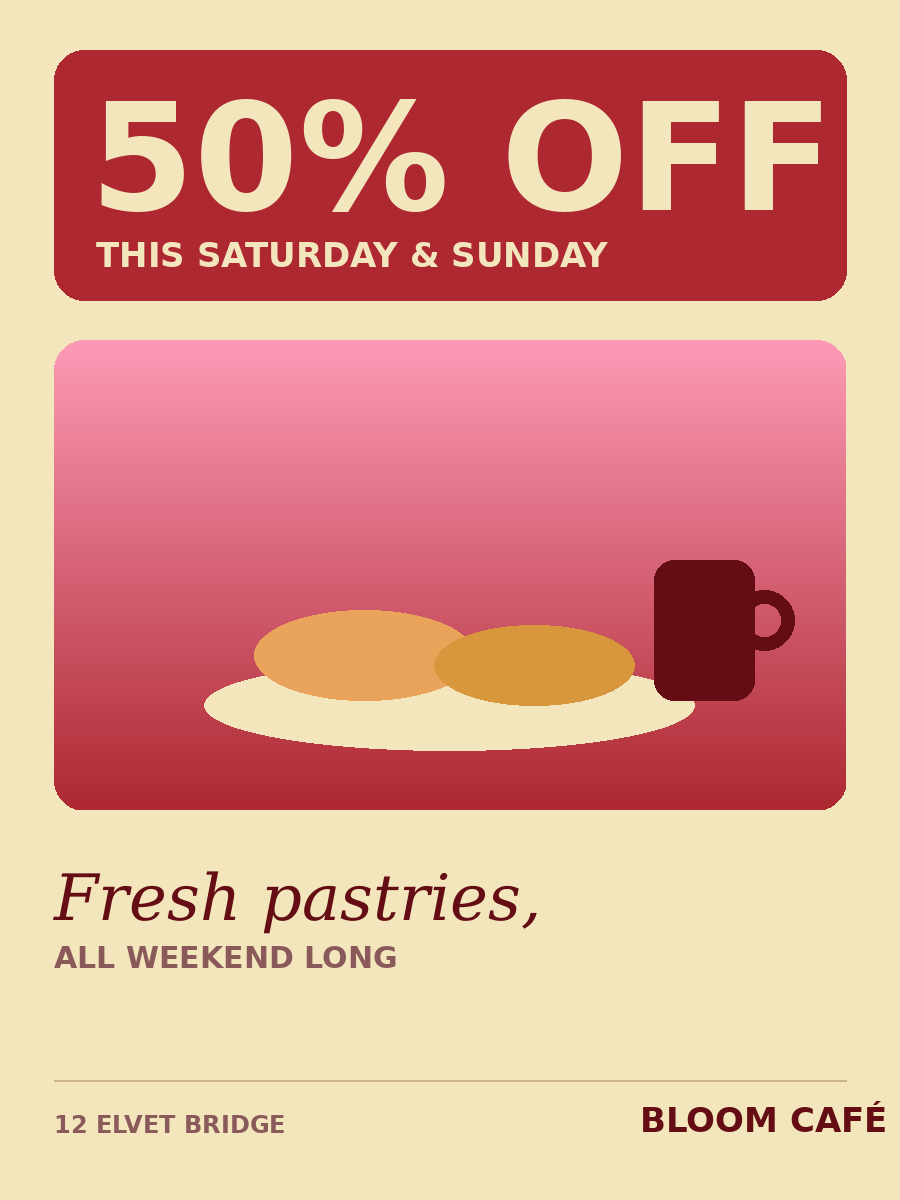 50% OFF
THIS SATURDAY & SUNDAY
Fresh pastries,
ALL WEEKEND LONG
12 ELVET BRIDGE
BLOOM CAFÉ